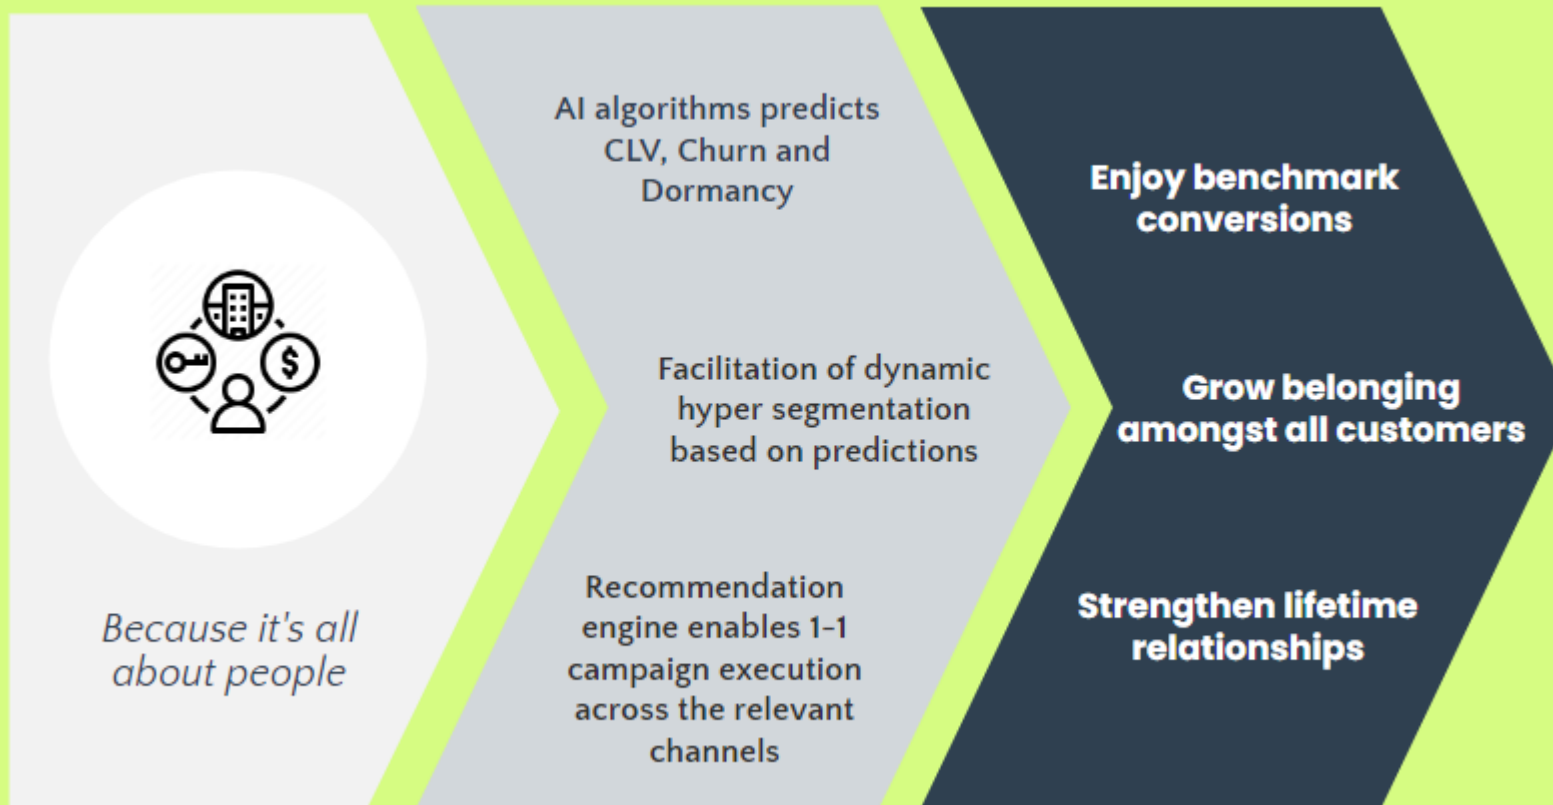 Because it's all
about people
AI algorithms predicts
CLV, Churn and
Dormancy
Facilitation of dynamic
hyper segmentation
based on predictions
Recommendation
engine enables 1-1
campaign execution
across the relevant
channels
Enjoy benchmark
conversions
Grow belonging
amongst all customers
Strengthen lifetime
relationships